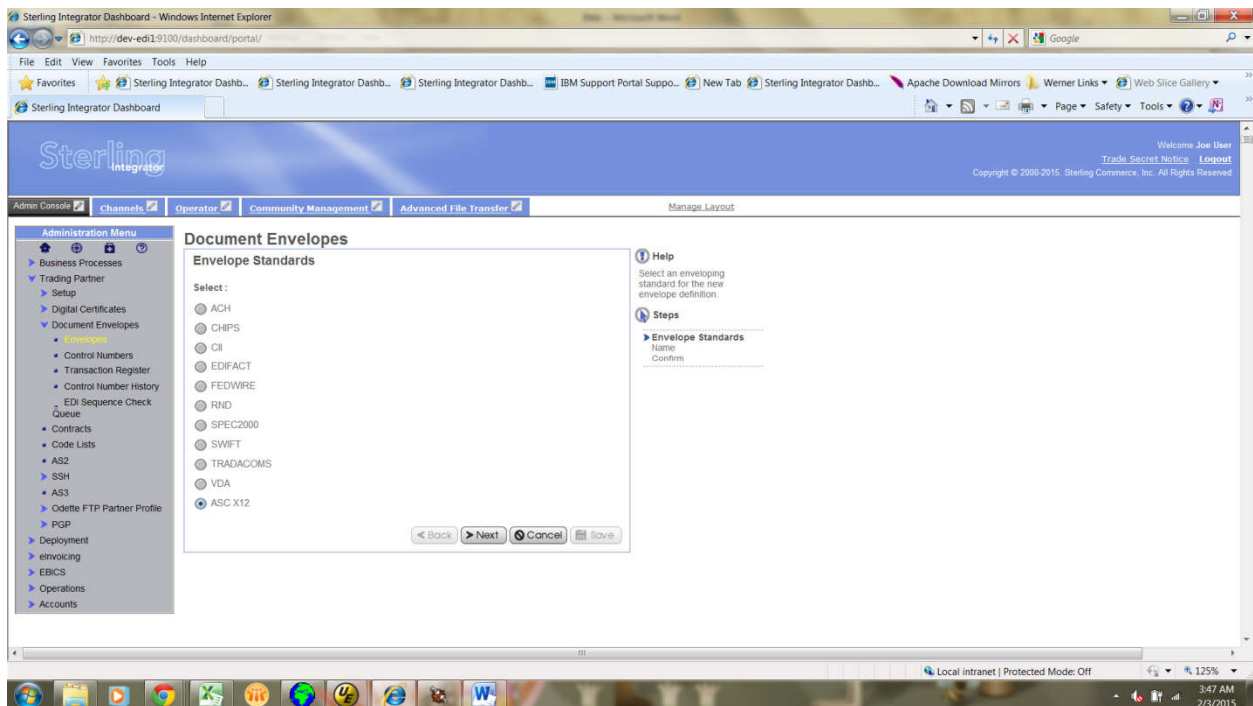 Sterling Integrator Dashboard - Windows Internet Explorer
http://dev-edi1:9100/dashboard/portal/
Google
File Edit View Favorites Tools Help
Favorites Sterling Integrator Dashb... Sterling Integrator Dashb... Sterling Integrator Dashb... IBM Support Portal Suppo... New Tab Sterling Integrator Dashb... Apache Download Mirrors Werner Links Web Slice Gallery
Sterling Integrator Dashboard
Page Safety Tools
Sterling Integrator
Welcome Joe User
Trade Secret Notice Logout
Copyright © 2000-2015. Sterling Commerce, Inc. All Rights Reserved
Admin Console Channels Operator Community Management Advanced File Transfer Manage Layout
Administration Menu
Business Processes
Trading Partner
Setup
Digital Certificates
Document Envelopes
Envelopes
Control Numbers
Transaction Register
Control Number History
EDI Sequence Check
Queue
Contracts
Code Lists
AS2
SSH
AS3
Odette FTP Partner Profile
PGP
Deployment
eInvoicing
EBICS
Operations
Accounts
Document Envelopes
Envelope Standards
Select :
ACH
CHIPS
CII
EDIFACT
FEDWIRE
RND
SPEC2000
SWIFT
TRADACOMS
VDA
ASC X12
Back Next Cancel Save
Help
Select an enveloping
standard for the new
envelope definition.
Steps
Envelope Standards
Name
Confirm
Local intranet | Protected Mode: Off
125%
3:47 AM
2/3/2015